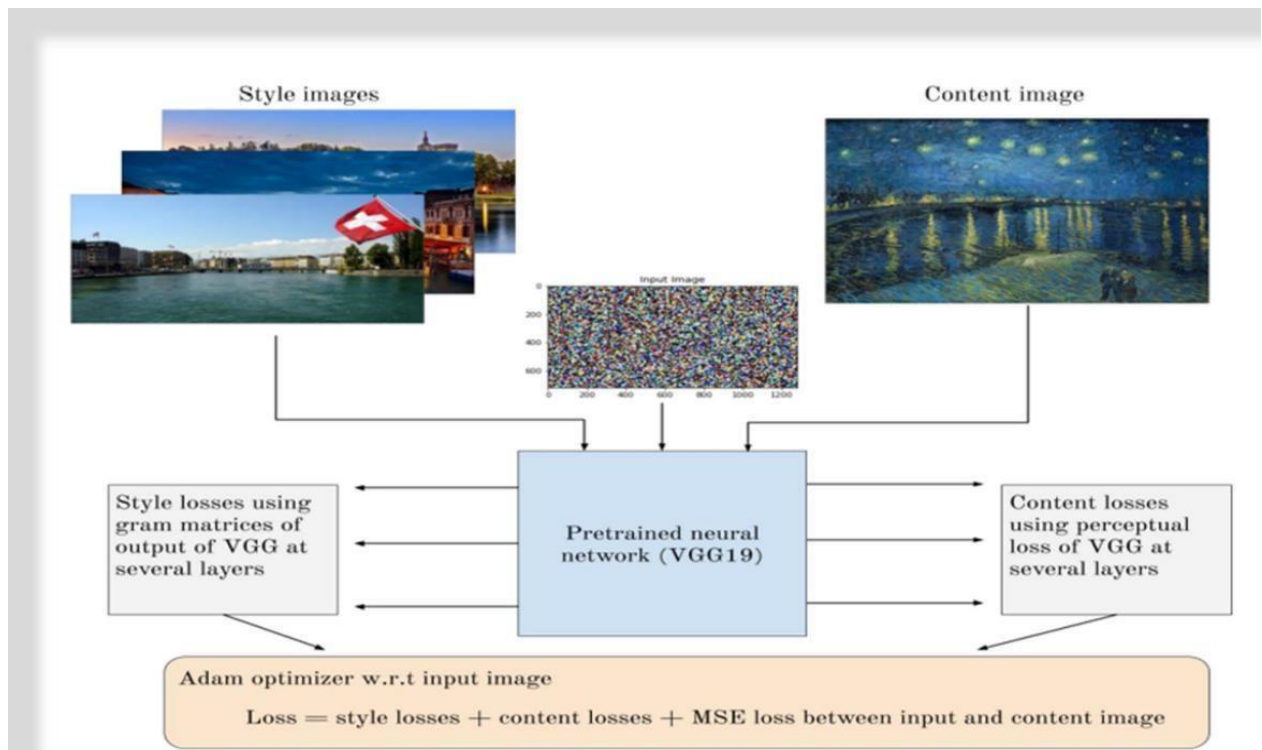 Style images
Content image
Input Image
0
200
400
600
0 200 400 600 800 1000 1200
Style losses using
gram matrices of
output of VGG at
several layers
Pretrained neural
network (VGG19)
Content losses
using perceptual
loss of VGG at
several layers
Adam optimizer w.r.t input image
Loss = style losses + content losses + MSE loss between input and content image